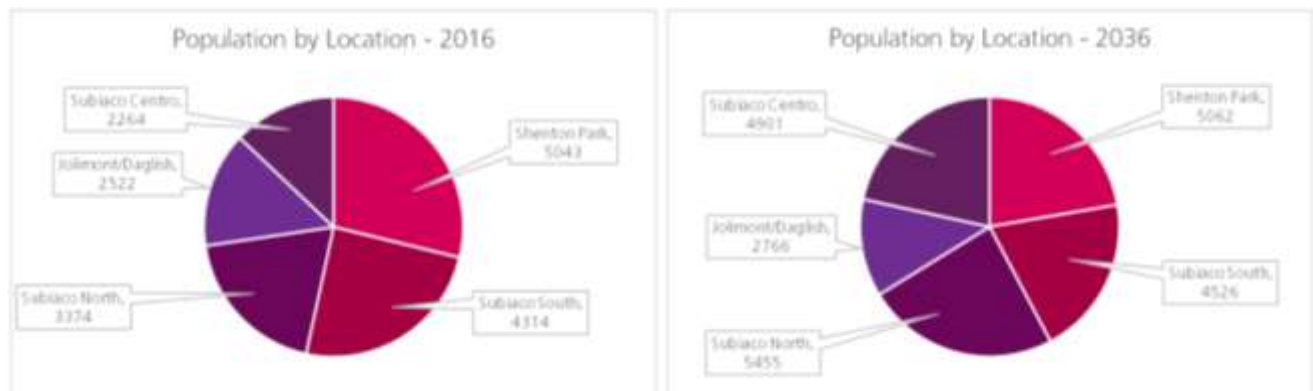 Population by Location - 2016
Subiaco Centro,
2264
Shenton Park,
5043
Jolimont/Daglish,
2522
Subiaco North,
3374
Subiaco South,
4314
Population by Location - 2036
Subiaco Centro,
4901
Shenton Park,
5062
Jolimont/Daglish,
2766
Subiaco South,
4526
Subiaco North,
5455